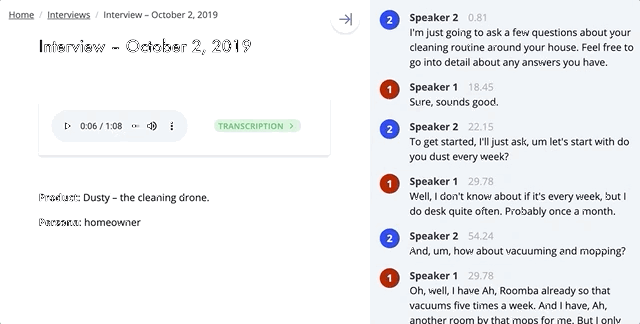 Home / Interviews / Interview – October 2, 2019
Interview – October 2, 2019
0:06 / 1:08
TRANSCRIPTION >
Product: Dusty – the cleaning drone.
Persona: homeowner
2 Speaker 2 0.81
I'm just going to ask a few questions about your
cleaning routine around your house. Feel free to
go into detail about any answers you have.
1 Speaker 1 18.45
Sure, sounds good.
2 Speaker 2 22.15
To get started, I'll just ask, um let's start with do
you dust every week?
1 Speaker 1 29.78
Well, I don't know about if it's every week, but I
do desk quite often. Probably once a month.
2 Speaker 2 54.24
And, um, how about vacuuming and mopping?
1 Speaker 1 29.78
Oh, well, I have Ah, Roomba already so that
vacuums five times a week. And I have, Ah,
another room by that mops for me. But I only